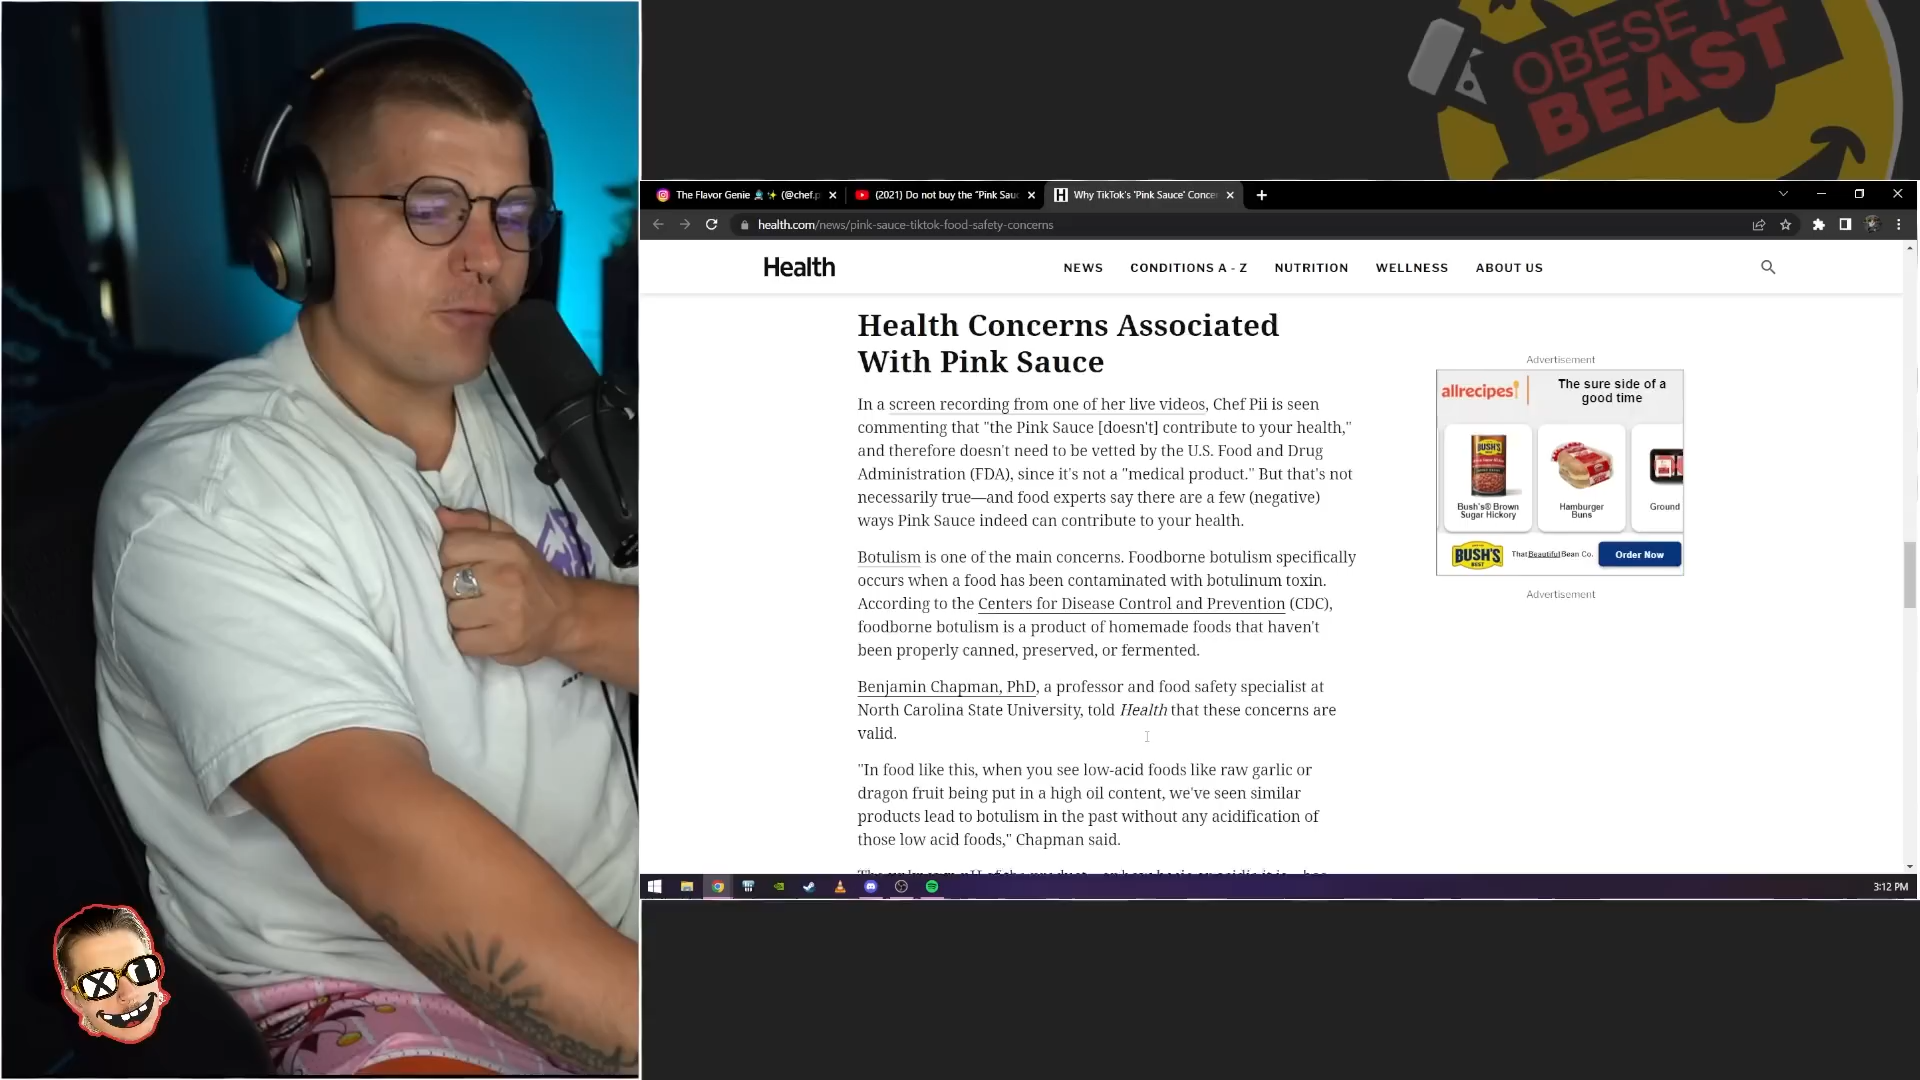 OBESE TO
BEAST
The Flavor Genie (@chef.p
(2021) Do not buy the "Pink Sauc
Why TikTok's 'Pink Sauce' Concer
health.com/news/pink-sauce-tiktok-food-safety-concerns
Health
NEWS
CONDITIONS A - Z
NUTRITION
WELLNESS
ABOUT US
Health Concerns Associated
With Pink Sauce
In a screen recording from one of her live videos, Chef Pii is seen
commenting that "the Pink Sauce [doesn't] contribute to your health,"
and therefore doesn't need to be vetted by the U.S. Food and Drug
Administration (FDA), since it's not a "medical product." But that's not
necessarily true—and food experts say there are a few (negative)
ways Pink Sauce indeed can contribute to your health.
Botulism is one of the main concerns. Foodborne botulism specifically
occurs when a food has been contaminated with botulinum toxin.
According to the Centers for Disease Control and Prevention (CDC),
foodborne botulism is a product of homemade foods that haven't
been properly canned, preserved, or fermented.
Benjamin Chapman, PhD, a professor and food safety specialist at
North Carolina State University, told Health that these concerns are
valid.
"In food like this, when you see low-acid foods like raw garlic or
dragon fruit being put in a high oil content, we've seen similar
products lead to botulism in the past without any acidification of
those low acid foods," Chapman said.
Advertisement
allrecipes
The sure side of a
good time
BUSH'S
Bush's® Brown
Sugar Hickory
Hamburger
Buns
Ground
BUSH'S
BEST
That Beautiful Bean Co.
Order Now
Advertisement
3:12 PM